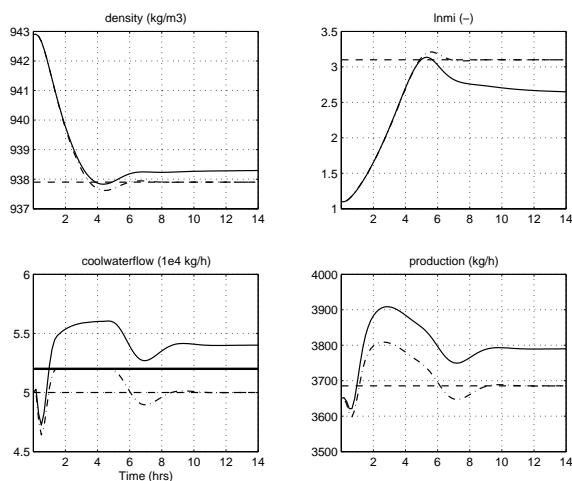 density (kg/m3)
943
942
941
940
939
938
937
2 4 6 8 10 12 14
lnmi (−)
3.5
3
2.5
2
1.5
1
2 4 6 8 10 12 14
coolwaterflow (1e4 kg/h)
6
5.5
5
4.5
2 4 6 8 10 12 14
Time (hrs)
production (kg/h)
4000
3900
3800
3700
3600
3500
2 4 6 8 10 12 14